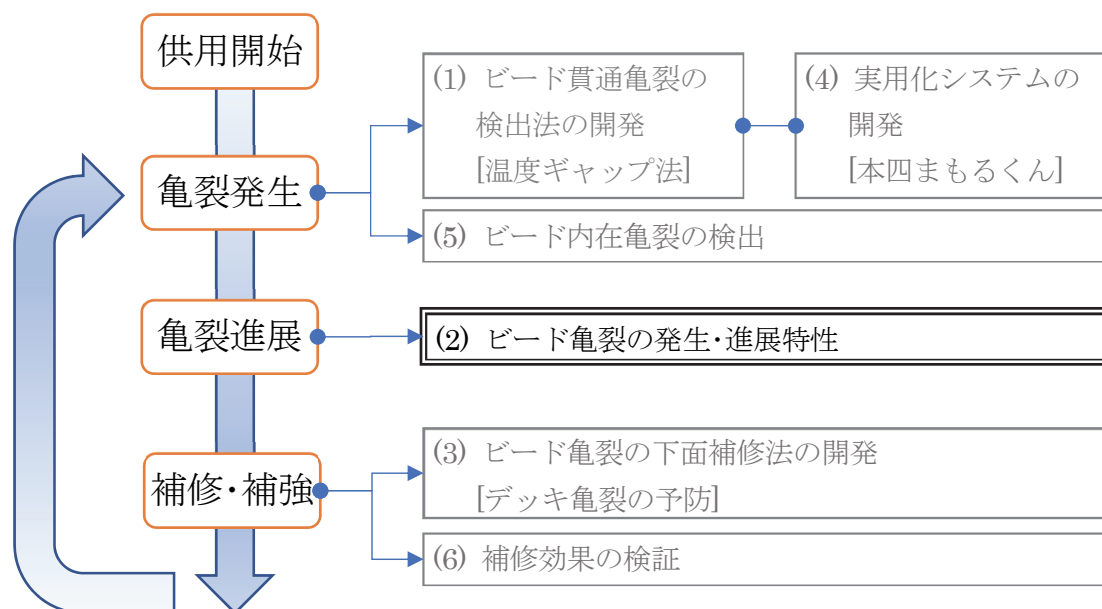 供用開始
亀裂発生
(1) ビード貫通亀裂の
検出法の開発
[温度ギャップ法]
(4) 実用化システムの
開発
[本四まもるくん]
(5) ビード内在亀裂の検出
亀裂進展
(2) ビード亀裂の発生・進展特性
補修・補強
(3) ビード亀裂の下面補修法の開発
[デッキ亀裂の予防]
(6) 補修効果の検証